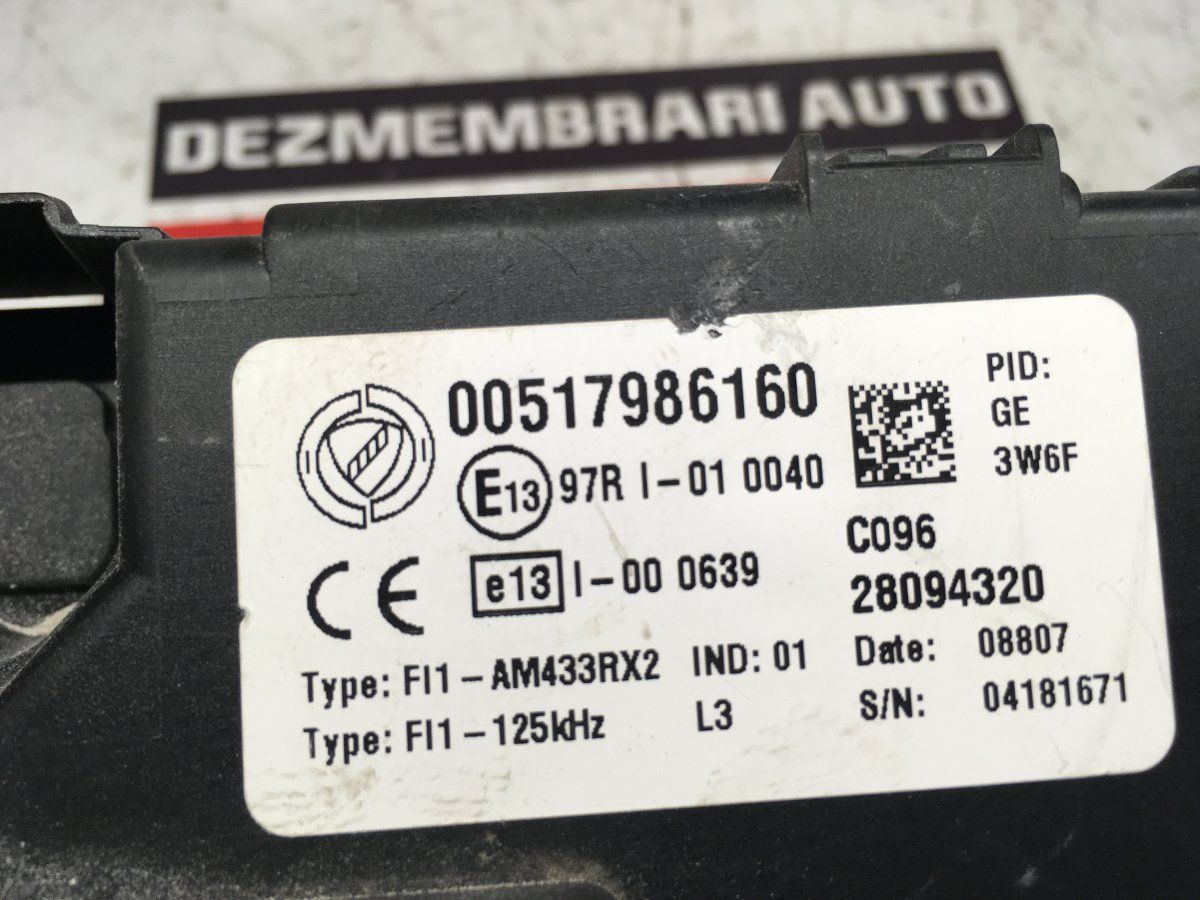 DEZMEMBRARI AUTO
00517986160
E13 97R I-01 0040
e13 I-00 0639
CE
Type: FI1-AM433RX2 IND: 01
Type: FI1-125kHz L3
PID:
GE
3W6F
C096
28094320
Date: 08807
S/N: 04181671